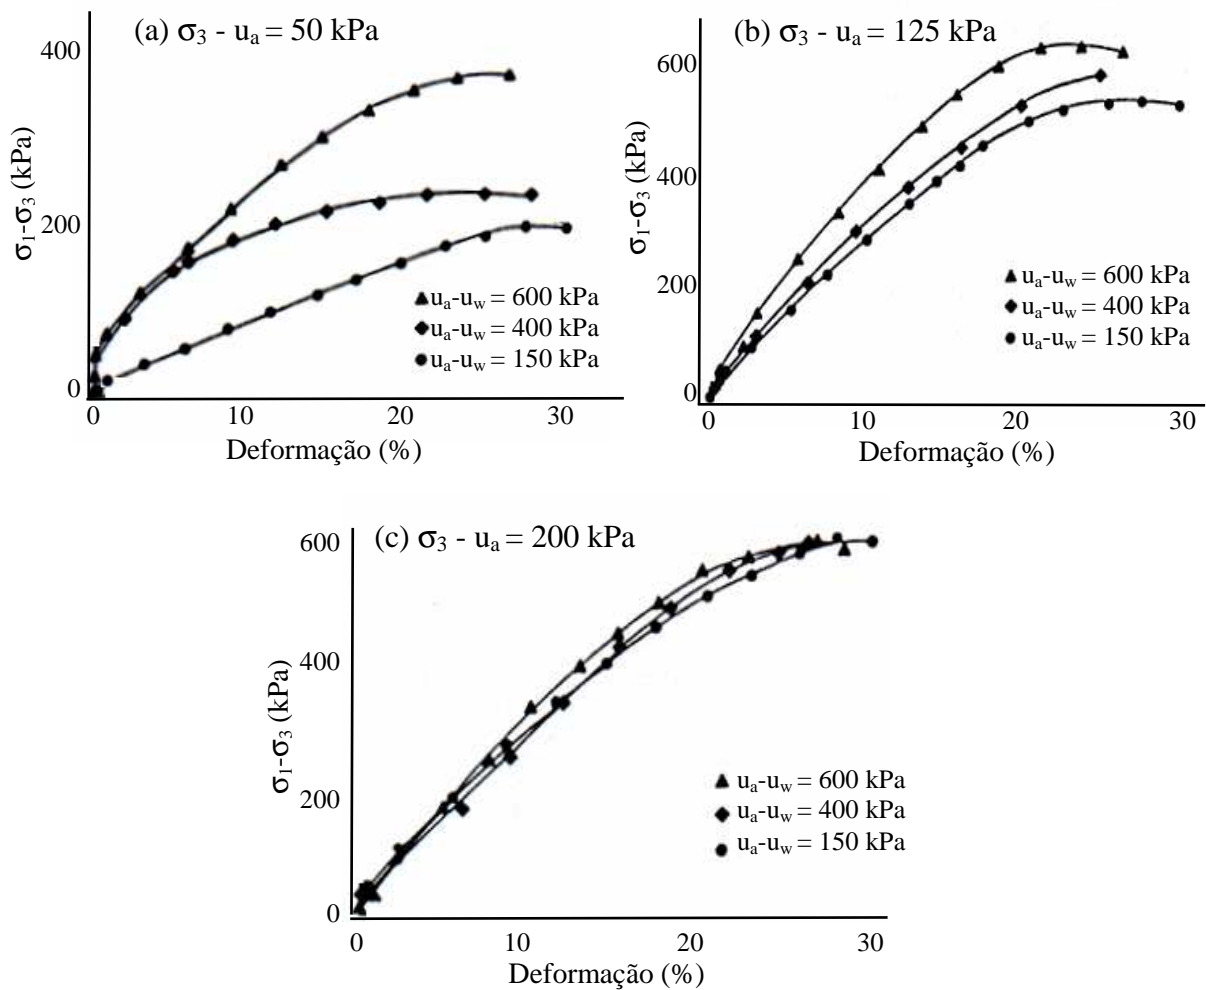 (a) σ3 - ua = 50 kPa
400
200
0
σ1-σ3 (kPa)
ua-uw = 600 kPa
ua-uw = 400 kPa
ua-uw = 150 kPa
0 10 20 30
Deformação (%)
(b) σ3 - ua = 125 kPa
600
400
200
0
σ1-σ3 (kPa)
ua-uw = 600 kPa
ua-uw = 400 kPa
ua-uw = 150 kPa
0 10 20 30
Deformação (%)
(c) σ3 - ua = 200 kPa
600
400
200
0
σ1-σ3 (kPa)
ua-uw = 600 kPa
ua-uw = 400 kPa
ua-uw = 150 kPa
0 10 20 30
Deformação (%)